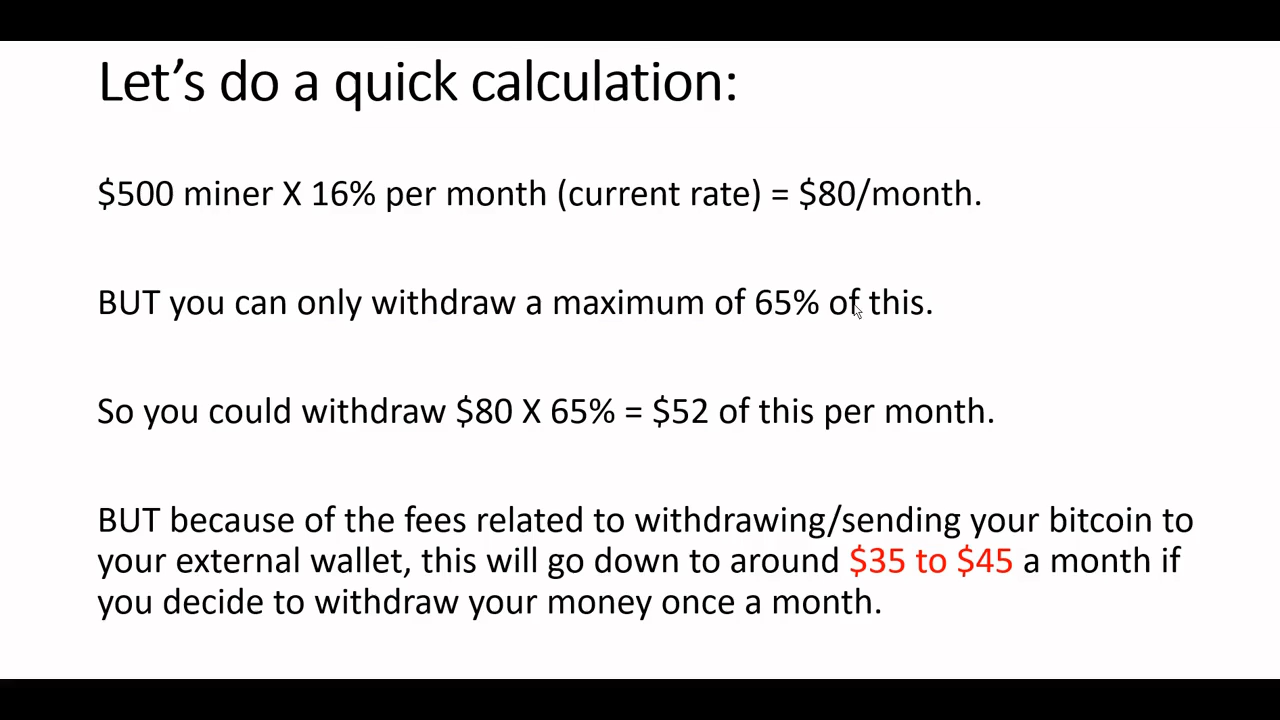 Let’s do a quick calculation:
$500 miner X 16% per month (current rate) = $80/month.
BUT you can only withdraw a maximum of 65% of this.
So you could withdraw $80 X 65% = $52 of this per month.
BUT because of the fees related to withdrawing/sending your bitcoin to
your external wallet, this will go down to around $35 to $45 a month if
you decide to withdraw your money once a month.